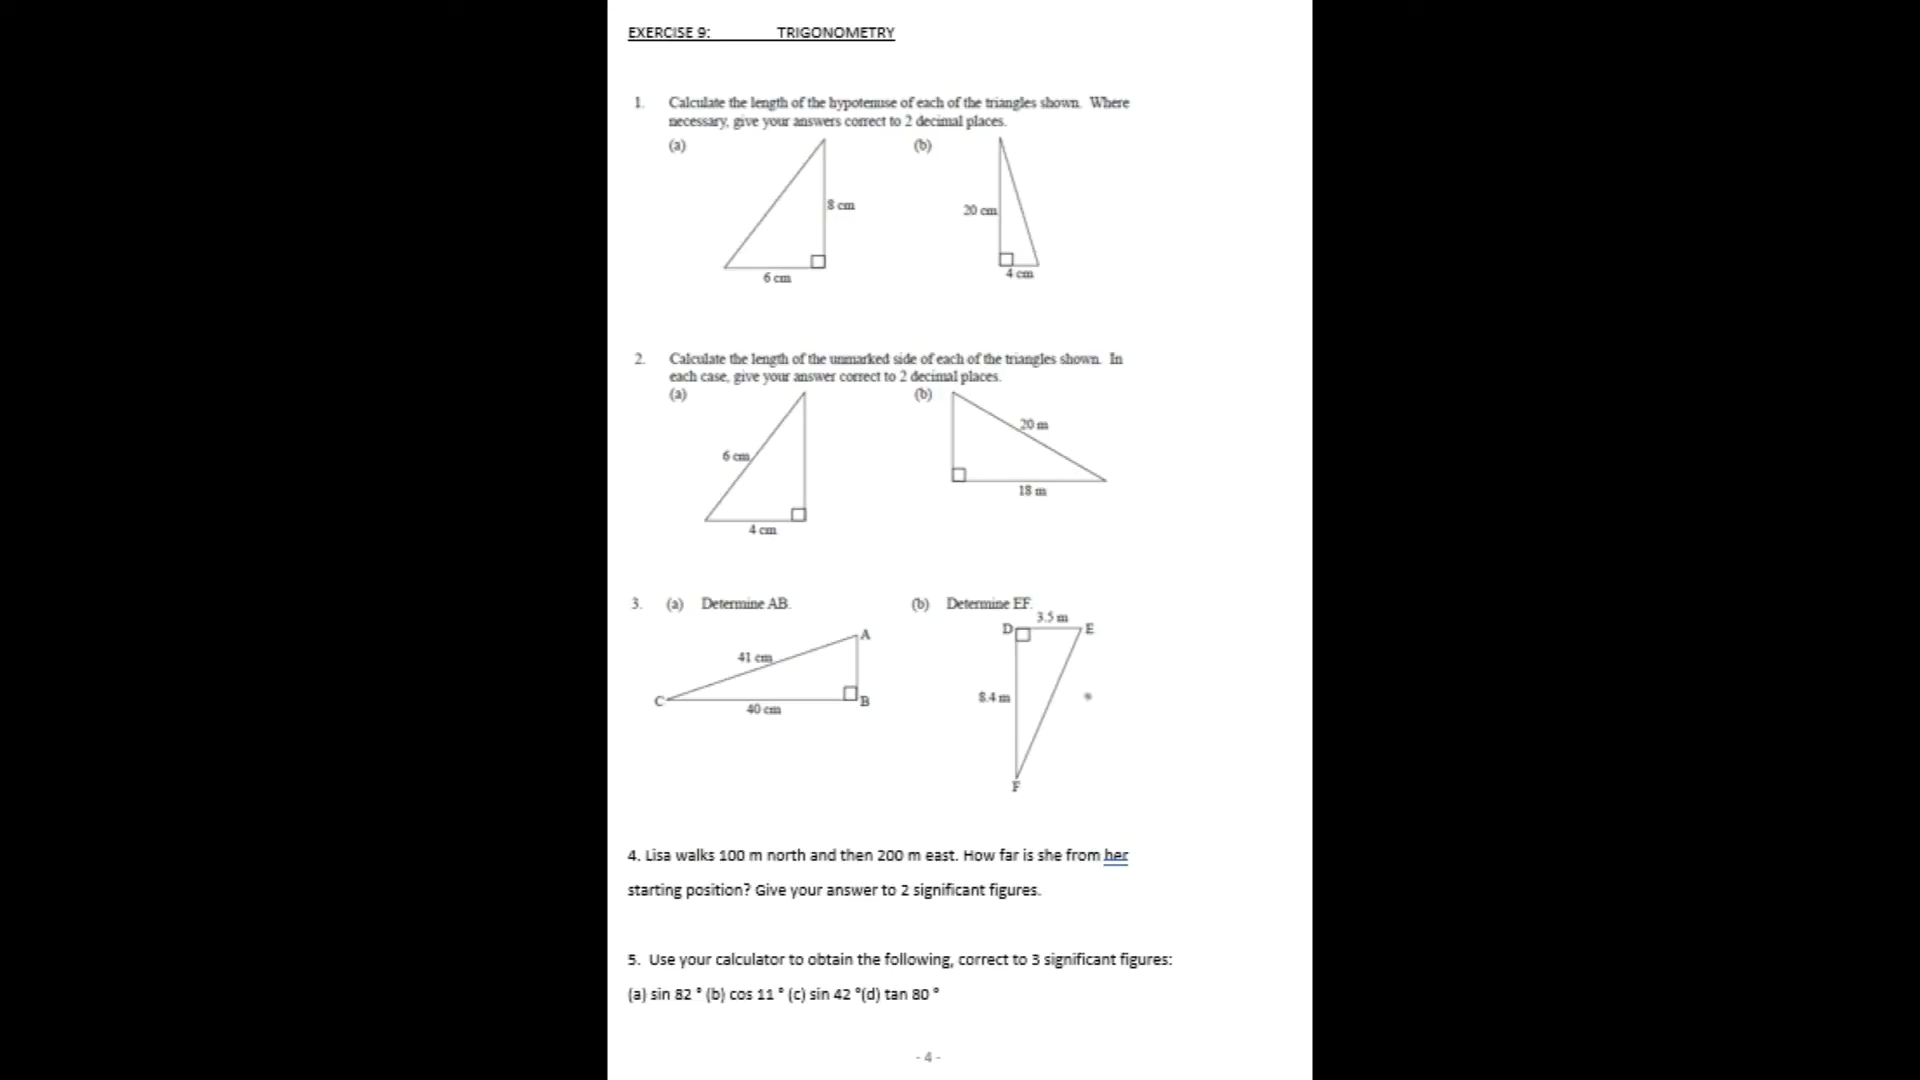 EXERCISE 9: TRIGONOMETRY
1. Calculate the length of the hypotenuse of each of the triangles shown. Where
necessary, give your answers correct to 2 decimal places.
(a) (b)
8 cm
20 cm
6 cm
4 cm
2. Calculate the length of the unmarked side of each of the triangles shown. In
each case, give your answer correct to 2 decimal places.
(a) (b)
20 m
6 cm
18 m
4 cm
3. (a) Determine AB. (b) Determine EF.
3.5 m
D E
A
41 cm
8.4 m
C B
40 cm
F
4. Lisa walks 100 m north and then 200 m east. How far is she from her
starting position? Give your answer to 2 significant figures.
5. Use your calculator to obtain the following, correct to 3 significant figures:
(a) sin 82 ° (b) cos 11 ° (c) sin 42 °(d) tan 80 °
- 4 -